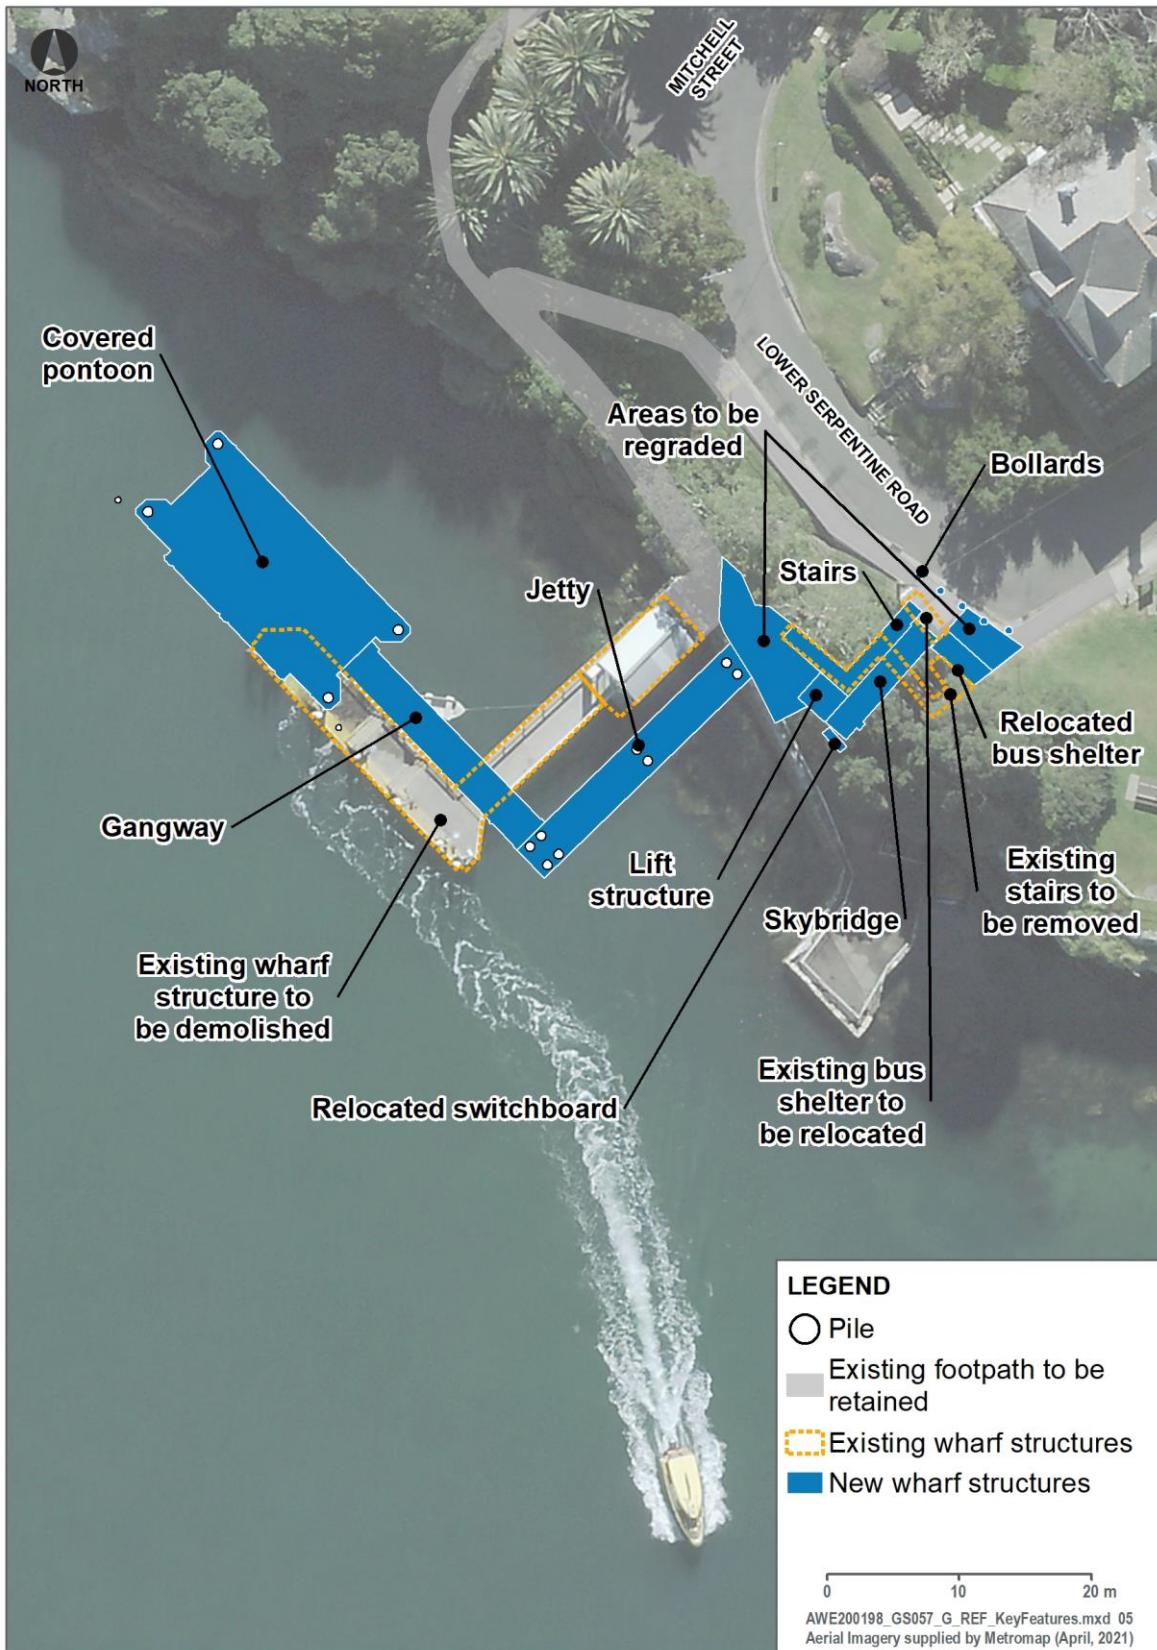 NORTH
MITCHELL
STREET
Covered
pontoon
LOWER SERPENTINE ROAD
Areas to be
regraded
Bollards
Stairs
Jetty
Relocated
bus shelter
Gangway
Lift
structure
Existing
stairs to
be removed
Skybridge
Existing wharf
structure to
be demolished
Existing bus
shelter to
be relocated
Relocated switchboard
LEGEND
Pile
Existing footpath to be
retained
Existing wharf structures
New wharf structures
0 10 20 m
AWE200198_GS057_G_REF_KeyFeatures.mxd 05
Aerial Imagery supplied by Metromap (April, 2021)